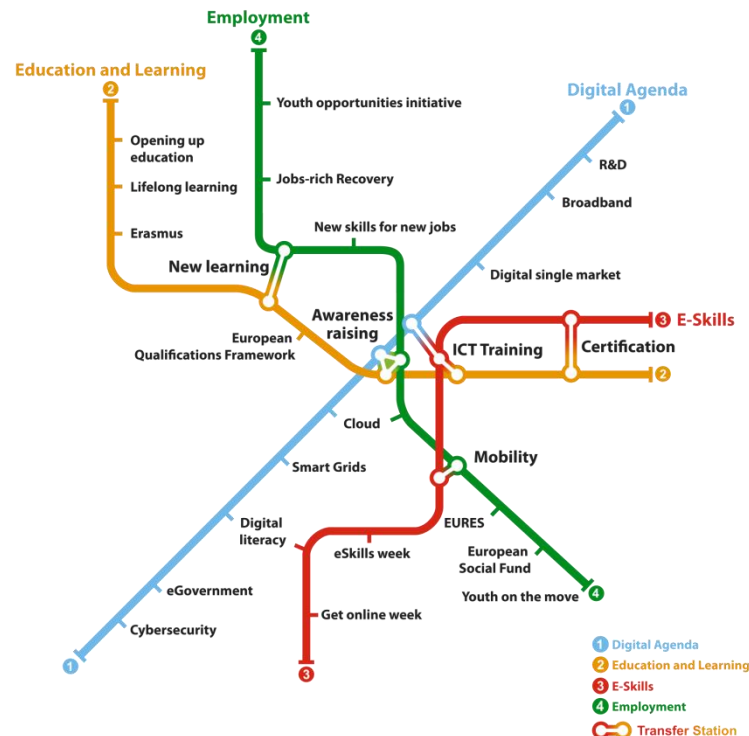 Employment
4
Education and Learning
2
Digital Agenda
1
Youth opportunities initiative
Opening up
education
R&D
Jobs-rich Recovery
Lifelong learning
Broadband
Erasmus
New skills for new jobs
New learning
Digital single market
Awareness
raising
3 E-Skills
European
Qualifications Framework
ICT Training
Certification
2
Cloud
Mobility
Smart Grids
Digital
literacy
EURES
eSkills week
European
Social Fund
eGovernment
Youth on the move
4
Get online week
Cybersecurity
1
3
1 Digital Agenda
2 Education and Learning
3 E-Skills
4 Employment
Transfer Station